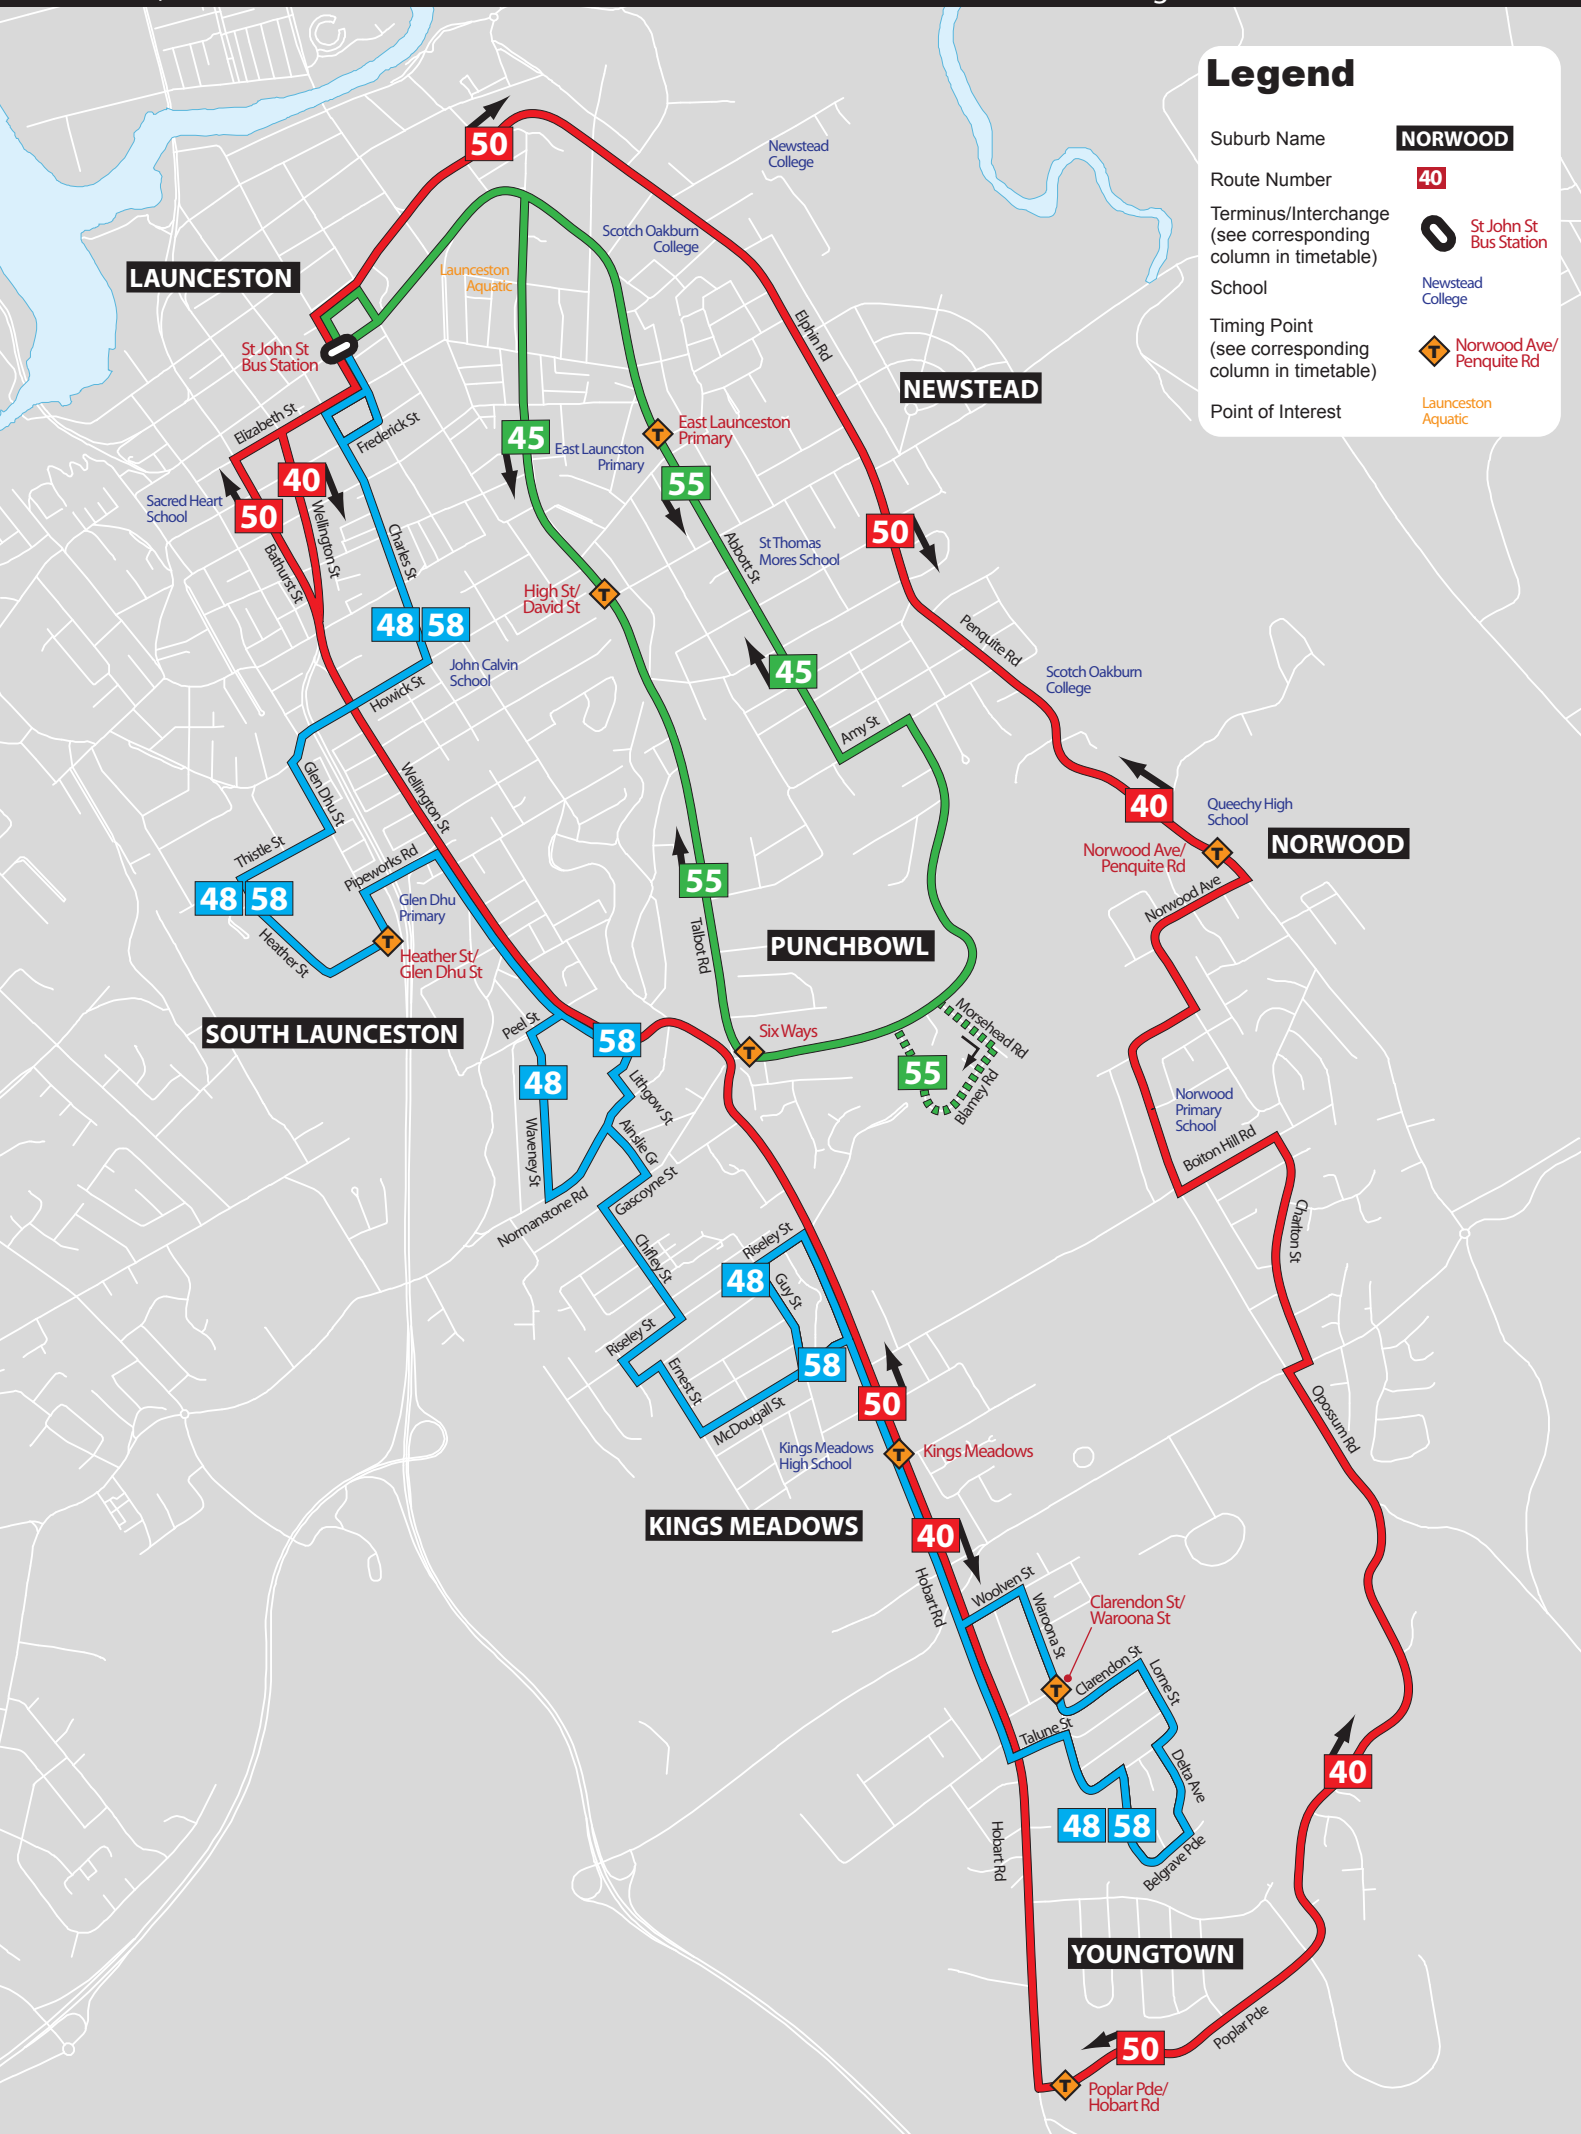 Legend
Suburb Name
NORWOOD
Route Number
40
Terminus/Interchange
(see corresponding
column in timetable)
St John St
Bus Station
School
Newstead
College
Timing Point
(see corresponding
column in timetable)
T
Norwood Ave/
Penquite Rd
Point of Interest
Launceston
Aquatic
50
Newstead
College
Scotch Oakburn
College
LAUNCESTON
Launceston
Aquatic
St John St
Bus Station
Elphin Rd
NEWSTEAD
Elizabeth St
Frederick St
45
East Launcston
Primary
T
East Launceston
Primary
55
40
Sacred Heart
School
50
Wellington St
Bathurst St
Charles St
Abbott St
St Thomas
Mores School
50
High St/
David St
T
48
58
John Calvin
School
Howick St
45
Penquite Rd
Scotch Oakburn
College
Amy St
Glen Dhu St
Wellington St
40
Queechy High
School
Norwood Ave/
Penquite Rd
T
NORWOOD
Norwood Ave
Thistle St
Pipeworks Rd
48
58
Glen Dhu
Primary
Heather St
T
Heather St/
Glen Dhu St
55
Talbot Rd
PUNCHBOWL
SOUTH LAUNCESTON
Peel St
58
Six Ways
T
Morsehead Rd
55
Blamey Rd
48
Lithgow St
Waveney St
Ainslie Gr
Gascoyne St
Normanstone Rd
Norwood
Primary
School
Boiton Hill Rd
Charlton St
Chifley St
Riseley St
48
Guy St
Riseley St
Ernest St
58
McDougall St
50
Kings Meadows
High School
T
Kings Meadows
Opossum Rd
KINGS MEADOWS
40
Hobart Rd
Woolven St
Waroona St
Clarendon St/
Waroona St
T
Clarendon St
Lorne St
Talune St
Delta Ave
48
58
Belgrave Pde
40
Hobart Rd
YOUNGTOWN
50
Poplar Pde
T
Poplar Pde/
Hobart Rd